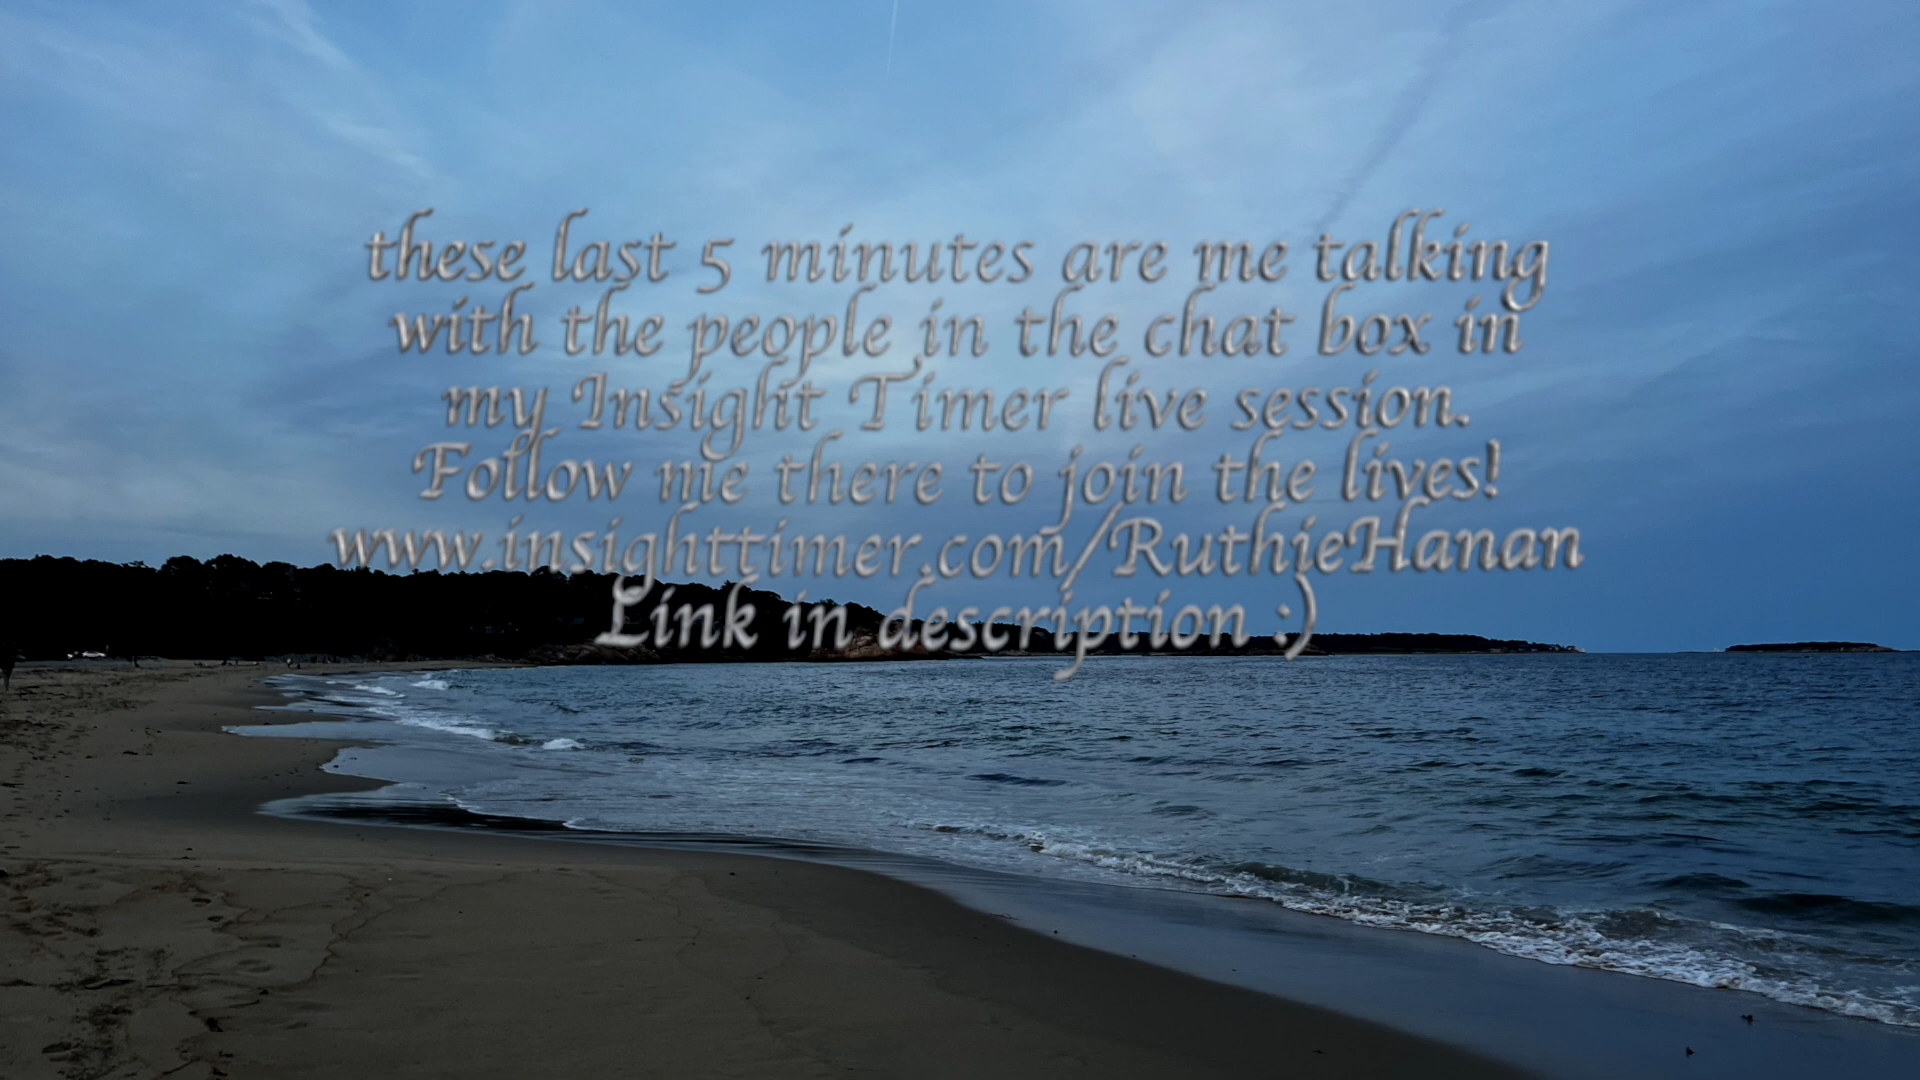 these last 5 minutes are me talking
with the people in the chat box in
my Insight Timer live session.
Follow me there to join the lives!
www.insighttimer.com/RuthieHanan
Link in description :)